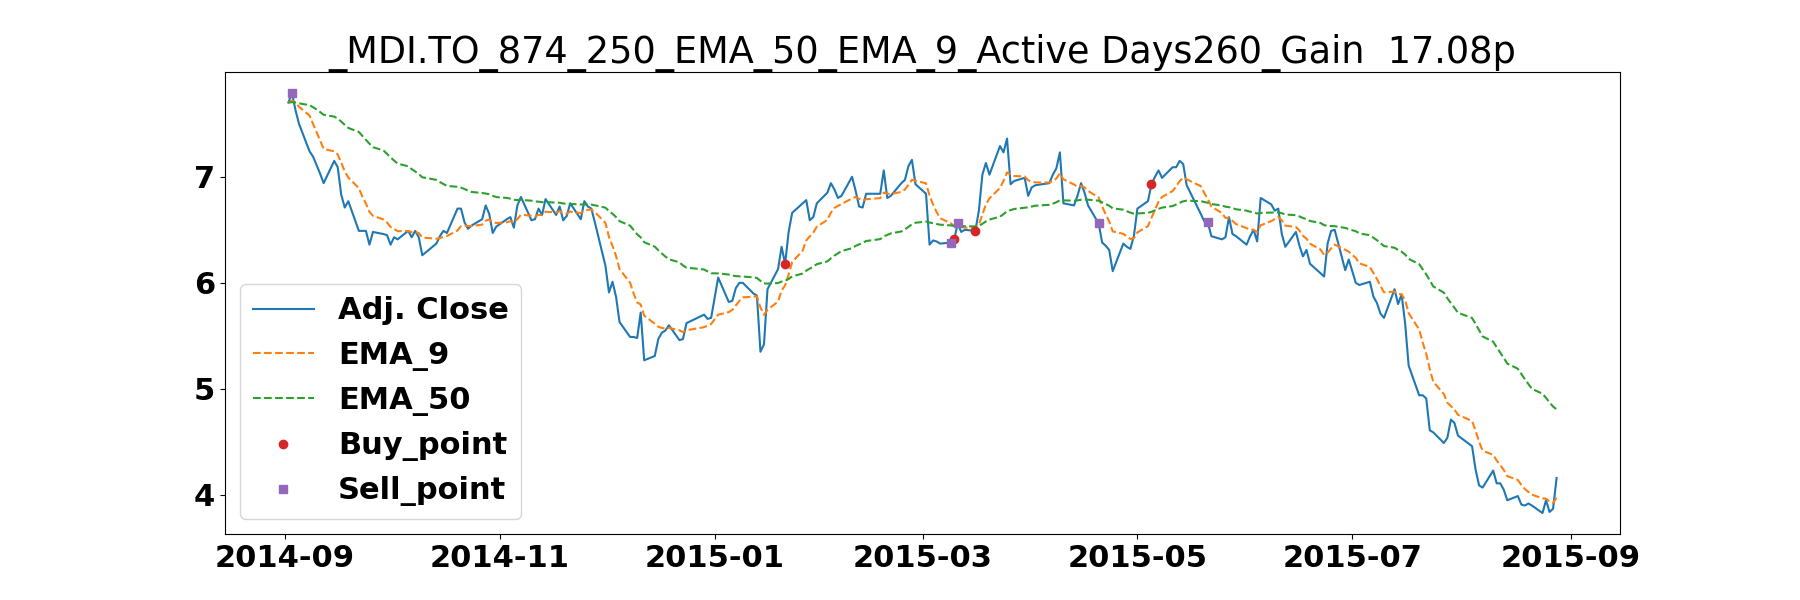 _MDI.TO_874_250_EMA_50_EMA_9_Active Days260_Gain  17.08p
7
6
5
4
Adj. Close
EMA_9
EMA_50
Buy_point
Sell_point
2014-09 2014-11 2015-01 2015-03 2015-05 2015-07 2015-09